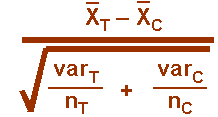 X̅T – X̅C
varT + varC
nT nC